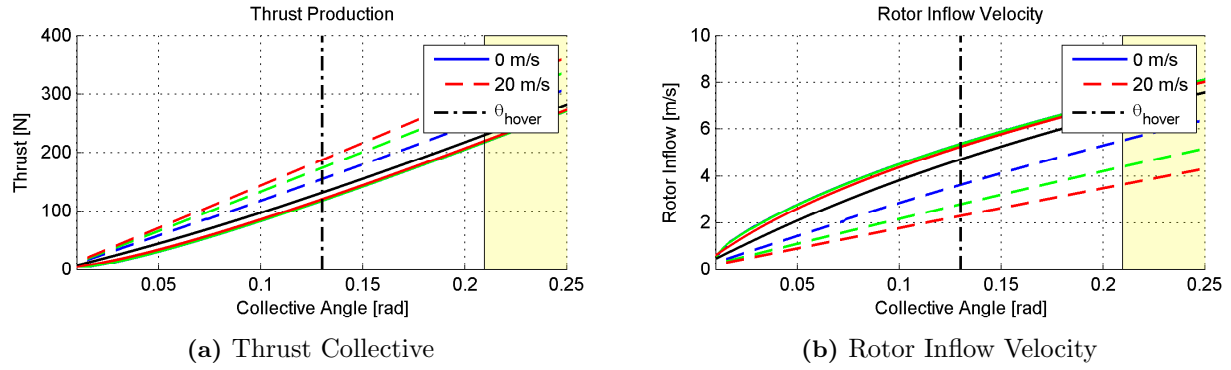 Thrust Production
Thrust [N]
400
300
200
100
0
0.05
0.1
0.15
0.2
0.25
Collective Angle [rad]
0 m/s
20 m/s
θhover
(a) Thrust Collective
Rotor Inflow Velocity
Rotor Inflow [m/s]
10
8
6
4
2
0
0.05
0.1
0.15
0.2
0.25
Collective Angle [rad]
0 m/s
20 m/s
θhover
(b) Rotor Inflow Velocity